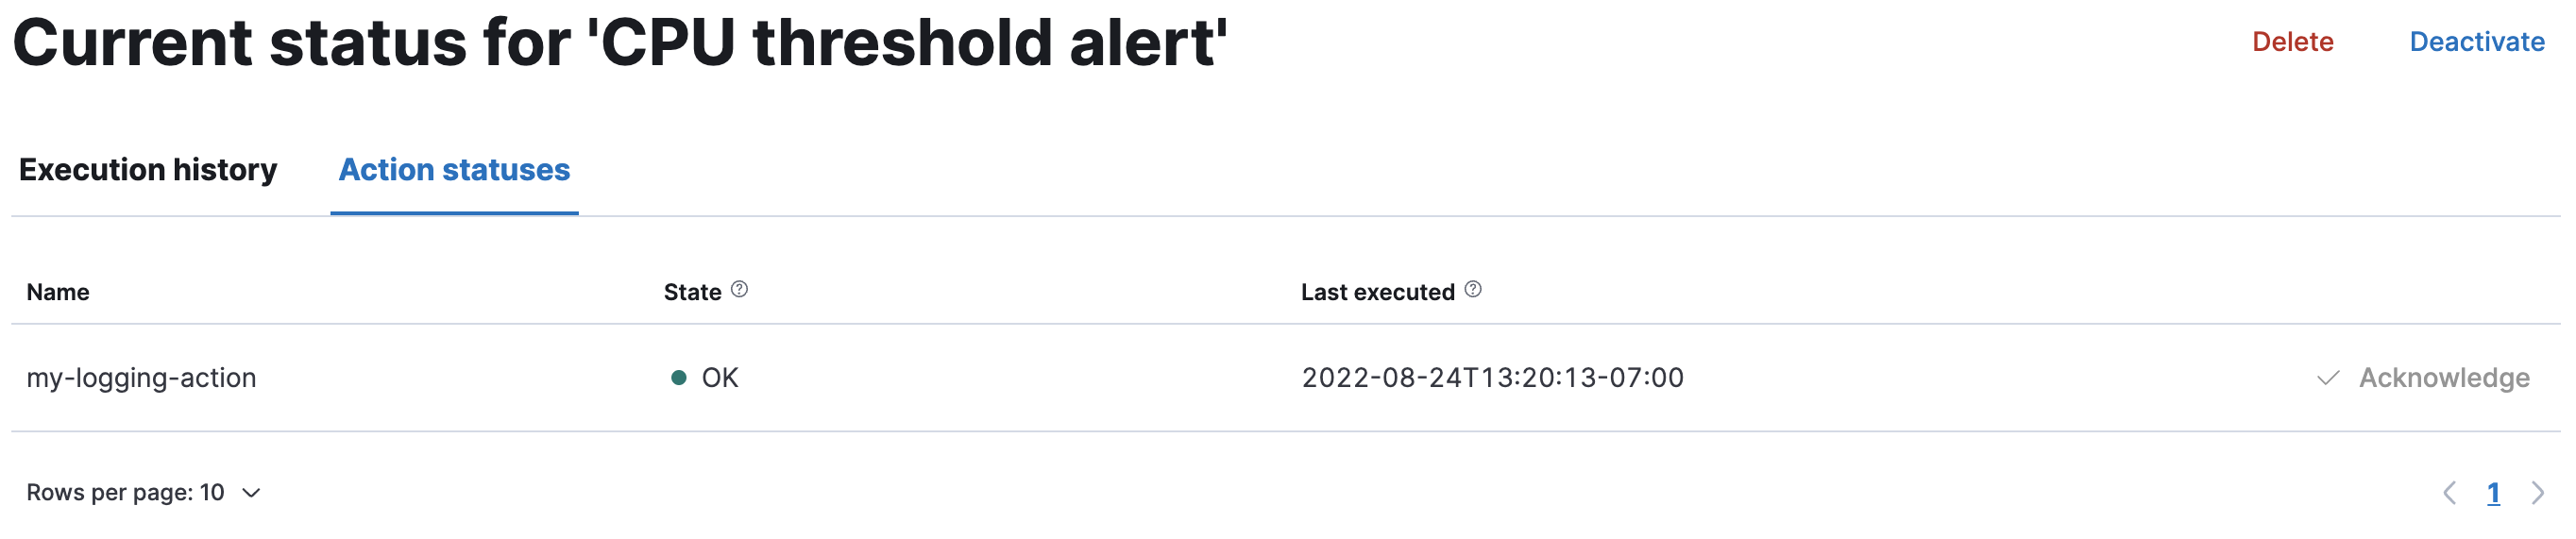 Current status for 'CPU threshold alert'
Delete
Deactivate
Execution history
Action statuses
Name
State
Last executed
my-logging-action
OK
2022-08-24T13:20:13-07:00
Acknowledge
Rows per page: 10
1